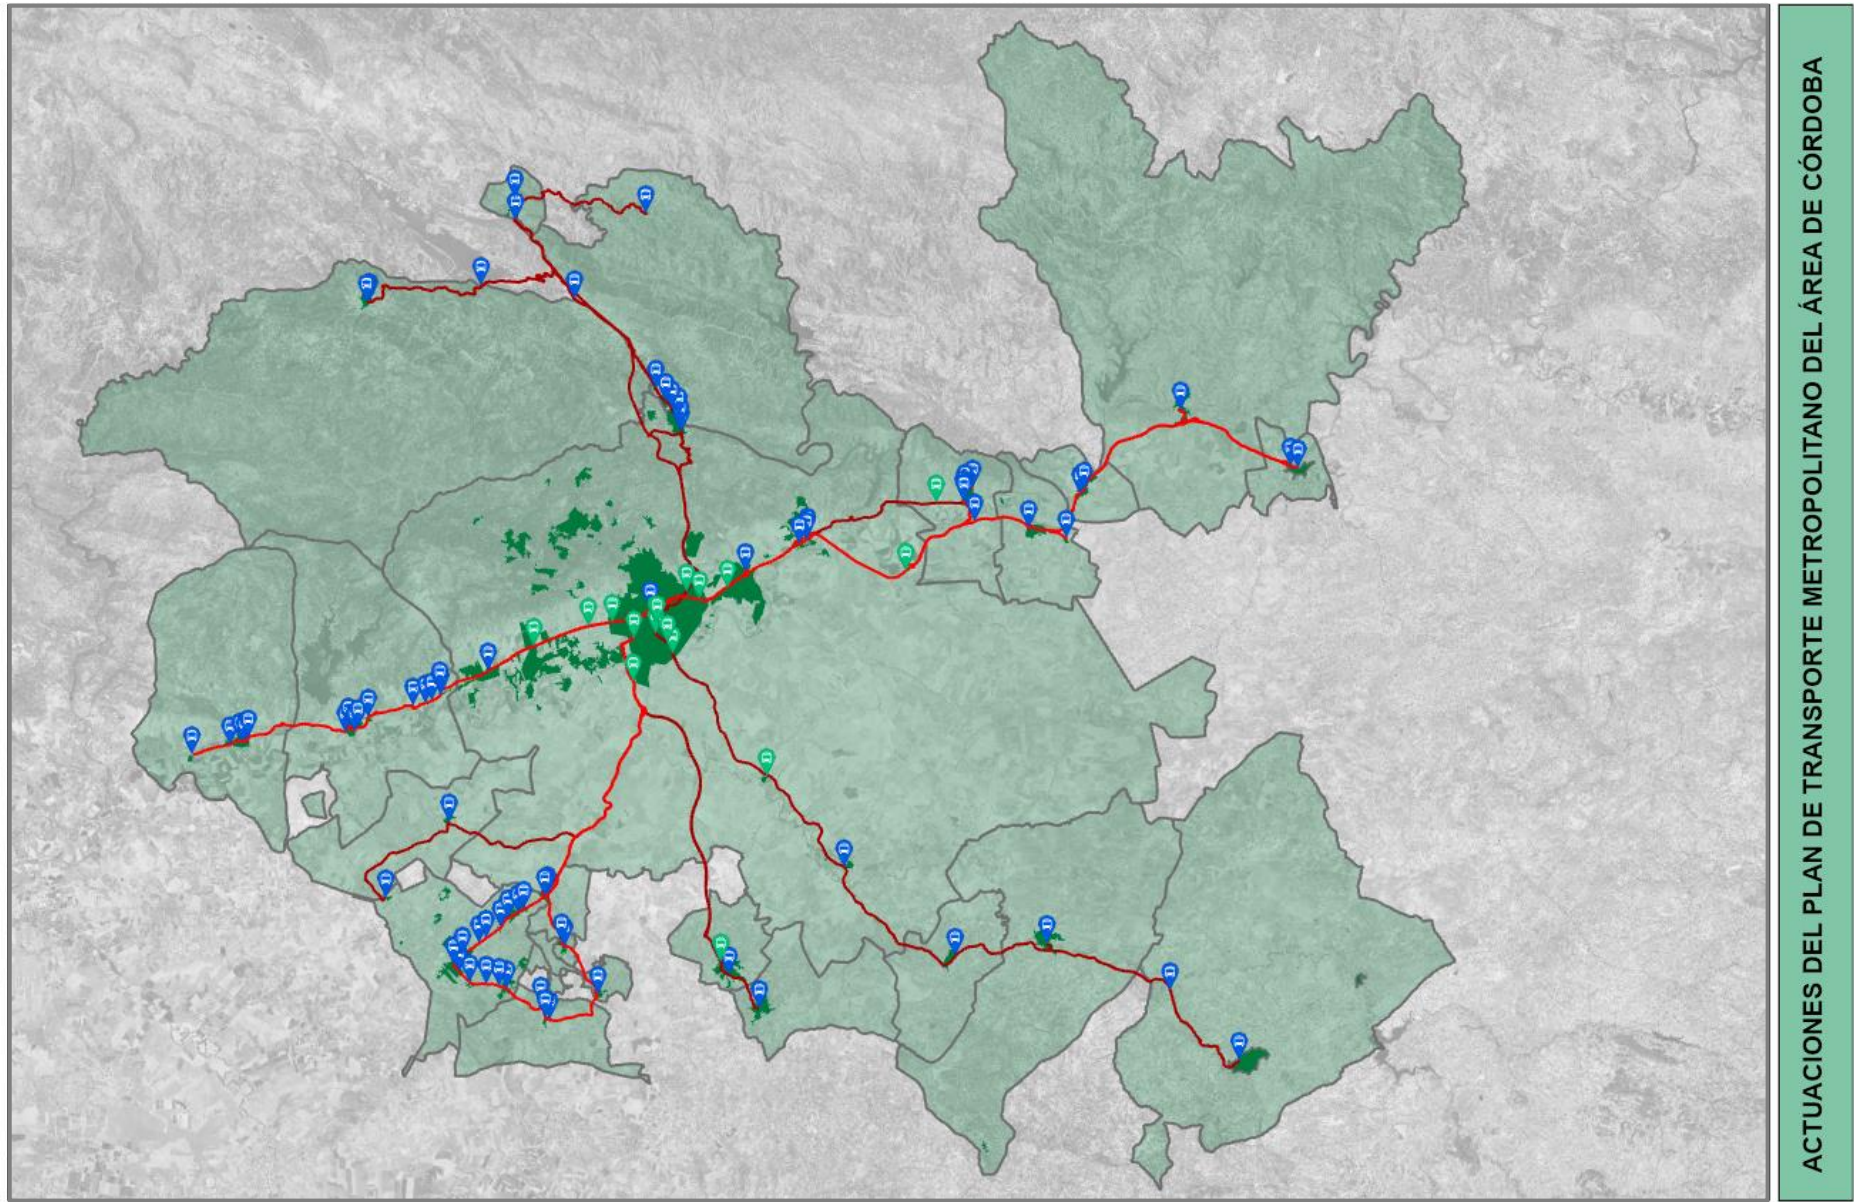 ACTUACIONES DEL PLAN DE TRANSPORTE METROPOLITANO DEL ÁREA DE CÓRDOBA